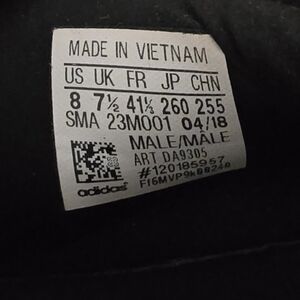 MADE IN VIETNAM
US UK FR JP CHN
8 7½ 41⅓ 260 255
SMA 23M001 04/18
MALE/MÂLE
ART DA9305
#120185957
adidas